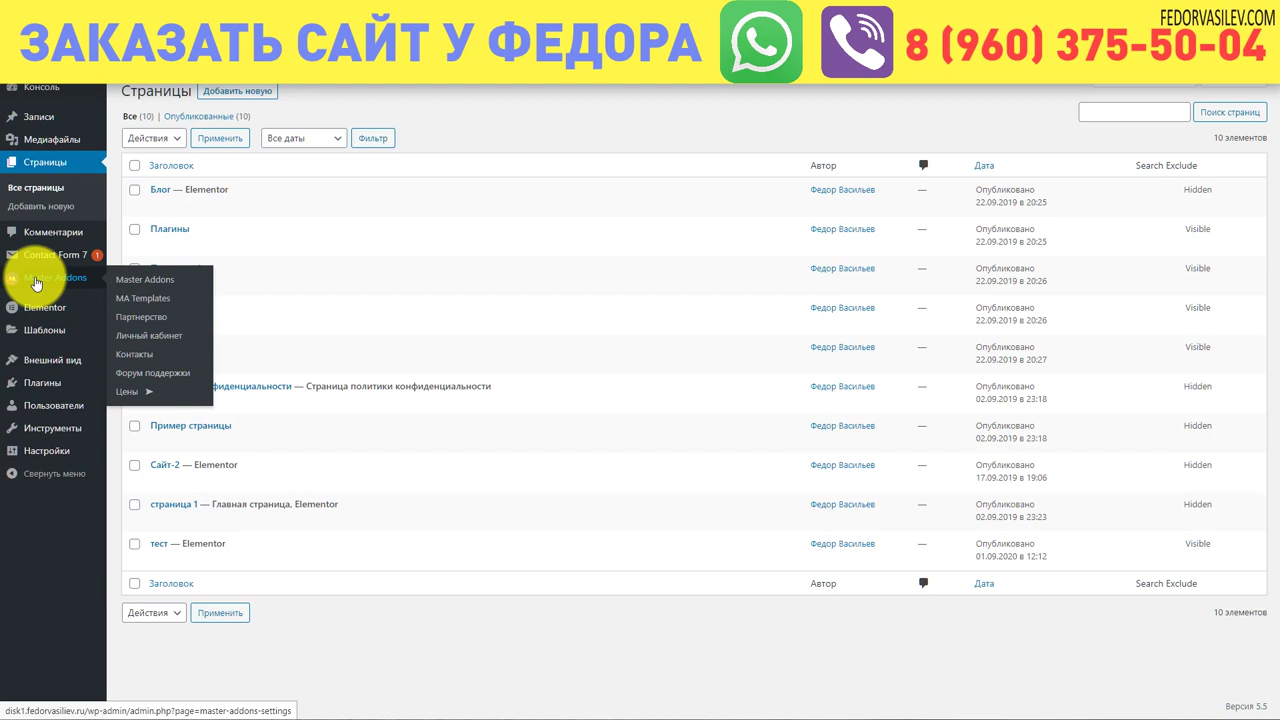 FEDORVASILEV.COM
ЗАКАЗАТЬ САЙТ У ФЕДОРА
8 (960) 375-50-04
Консоль
Записи
Медиафайлы
Страницы
Все страницы
Добавить новую
Комментарии
Contact Form 7 1
Master Addons
Elementor
Шаблоны
Внешний вид
Плагины
Пользователи
Инструменты
Настройки
Свернуть меню
Master Addons
MA Templates
Партнерство
Личный кабинет
Контакты
Форум поддержки
Цены ➤
Страницы Добавить новую
Все (10) | Опубликованные (10)
Поиск страниц
Действия Применить Все даты Фильтр
10 элементов
Заголовок Автор Дата Search Exclude
Блог — Elementor Федор Васильев — Опубликовано Hidden
22.09.2019 в 20:25
Плагины Федор Васильев — Опубликовано Visible
22.09.2019 в 20:25
Федор Васильев — Опубликовано Visible
22.09.2019 в 20:26
Федор Васильев — Опубликовано Visible
22.09.2019 в 20:26
Федор Васильев — Опубликовано Visible
22.09.2019 в 20:27
фиденциальности — Страница политики конфиденциальности Федор Васильев — Опубликовано Hidden
02.09.2019 в 23:18
Пример страницы Федор Васильев — Опубликовано Hidden
02.09.2019 в 23:18
Сайт-2 — Elementor Федор Васильев — Опубликовано Hidden
17.09.2019 в 19:06
страница 1 — Главная страница, Elementor Федор Васильев — Опубликовано Hidden
02.09.2019 в 23:23
тест — Elementor Федор Васильев — Опубликовано Visible
01.09.2020 в 12:12
Заголовок Автор Дата Search Exclude
Действия Применить
10 элементов
Версия 5.5
disk1.fedorvasiliev.ru/wp-admin/admin.php?page=master-addons-settings